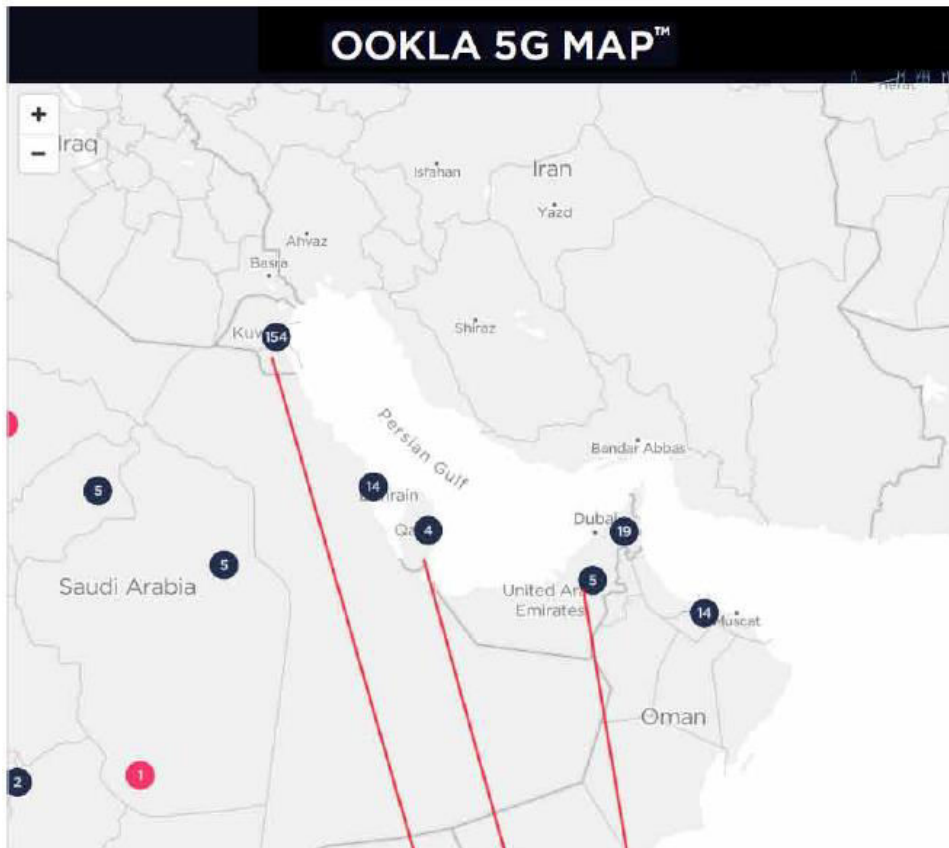 OOKLA 5G MAP™
+
−
Iraq
Isfahan
Iran
Yazd
Ahvaz
Basra
154
Shiraz
Persian Gulf
Bandar Abbas
5
14
4
Dubai
19
5
Saudi Arabia
5
United
Emirates
14
Muscat
Oman
2
1